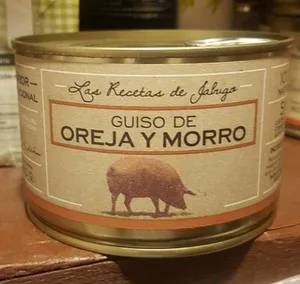 Las Recetas de Jabugo
GUISO DE
OREJA Y MORRO